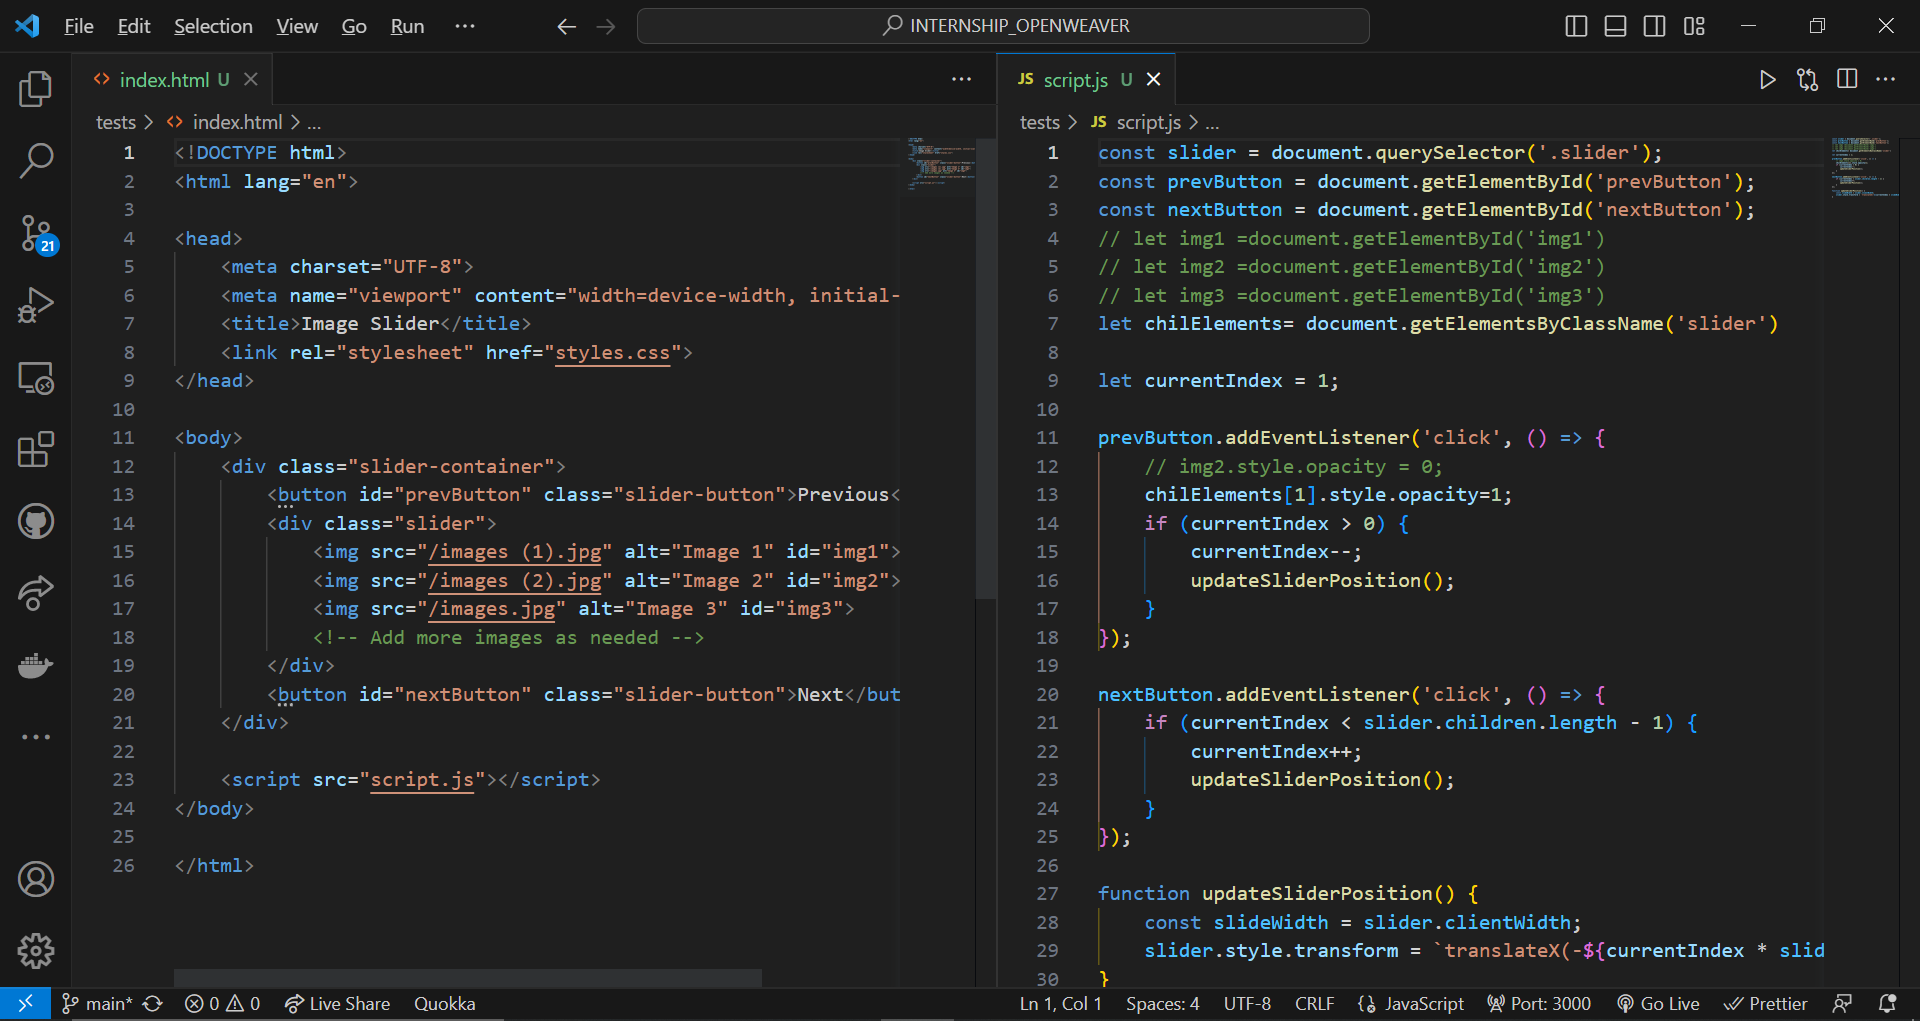 File Edit Selection View Go Run ··· INTERNSHIP_OPENWEAVER
index.html U
tests > index.html > ...
1 <!DOCTYPE html>
2 <html lang="en">
3
4 <head>
5 <meta charset="UTF-8">
6 <meta name="viewport" content="width=device-width, initial-
7 <title>Image Slider</title>
8 <link rel="stylesheet" href="styles.css">
9 </head>
10
11 <body>
12 <div class="slider-container">
13 <button id="prevButton" class="slider-button">Previous<
14 <div class="slider">
15 <img src="/images (1).jpg" alt="Image 1" id="img1">
16 <img src="/images (2).jpg" alt="Image 2" id="img2">
17 <img src="/images.jpg" alt="Image 3" id="img3">
18 <!-- Add more images as needed -->
19 </div>
20 <button id="nextButton" class="slider-button">Next</but
21 </div>
22
23 <script src="script.js"></script>
24 </body>
25
26 </html>
JS script.js U
tests > JS script.js > ...
1 const slider = document.querySelector('.slider');
2 const prevButton = document.getElementById('prevButton');
3 const nextButton = document.getElementById('nextButton');
4 // let img1 =document.getElementById('img1')
5 // let img2 =document.getElementById('img2')
6 // let img3 =document.getElementById('img3')
7 let chilElements= document.getElementsByClassName('slider')
8
9 let currentIndex = 1;
10
11 prevButton.addEventListener('click', () => {
12 // img2.style.opacity = 0;
13 chilElements[1].style.opacity=1;
14 if (currentIndex > 0) {
15 currentIndex--;
16 updateSliderPosition();
17 }
18 });
19
20 nextButton.addEventListener('click', () => {
21 if (currentIndex < slider.children.length - 1) {
22 currentIndex++;
23 updateSliderPosition();
24 }
25 });
26
27 function updateSliderPosition() {
28 const slideWidth = slider.clientWidth;
29 slider.style.transform = `translateX(-${currentIndex * slid
30 }
21
main* 0 0 Live Share Quokka Ln 1, Col 1 Spaces: 4 UTF-8 CRLF JavaScript Port: 3000 Go Live Prettier